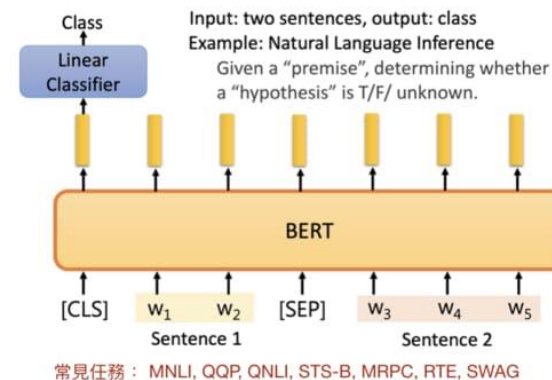 Class
Linear
Classifier
Input: two sentences, output: class
Example: Natural Language Inference
Given a “premise”, determining whether
a “hypothesis” is T/F/ unknown.
BERT
[CLS] w1 w2 [SEP] w3 w4 w5
Sentence 1 Sentence 2
常見任務： MNLI, QQP, QNLI, STS-B, MRPC, RTE, SWAG